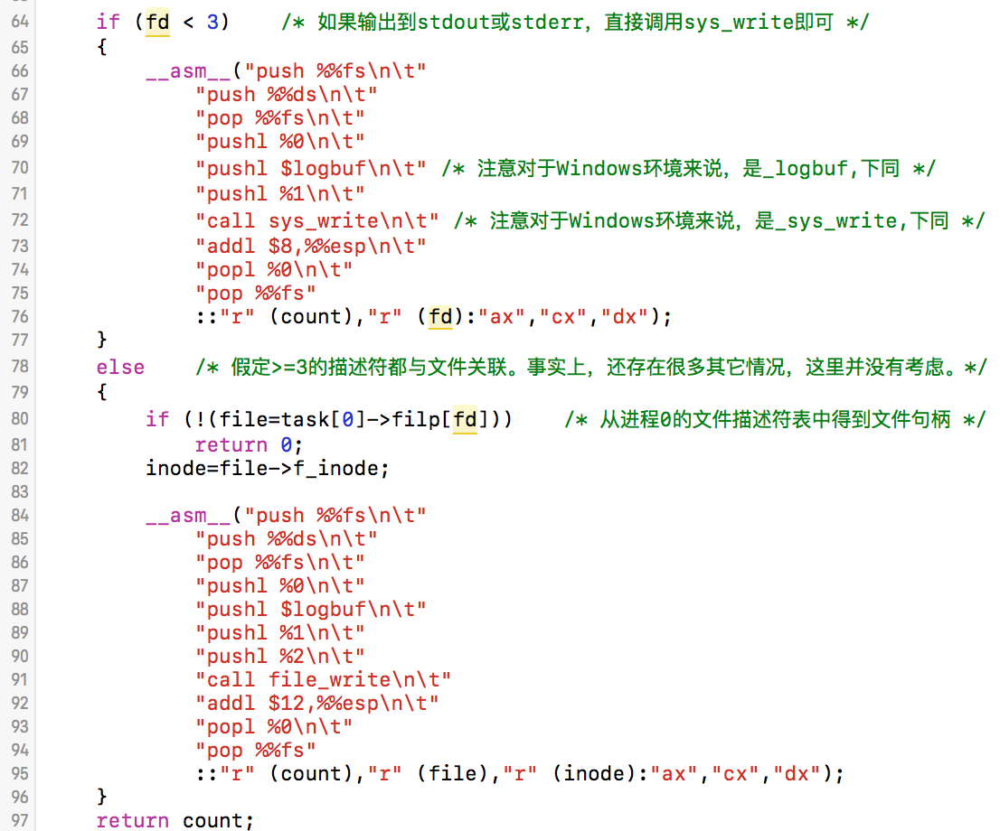 64 if (fd < 3) /* 如果输出到stdout或stderr，直接调用sys_write即可 */
65 {
66 __asm__("push %%fs\n\t"
67 "push %%ds\n\t"
68 "pop %%fs\n\t"
69 "pushl %0\n\t"
70 "pushl $logbuf\n\t" /* 注意对于Windows环境来说，是_logbuf,下同 */
71 "pushl %1\n\t"
72 "call sys_write\n\t" /* 注意对于Windows环境来说，是_sys_write,下同 */
73 "addl $8,%%esp\n\t"
74 "popl %0\n\t"
75 "pop %%fs"
76 ::"r" (count),"r" (fd):"ax","cx","dx");
77 }
78 else /* 假定>=3的描述符都与文件关联。事实上，还存在很多其它情况，这里并没有考虑。*/
79 {
80 if (!(file=task[0]->filp[fd])) /* 从进程0的文件描述符表中得到文件句柄 */
81 return 0;
82 inode=file->f_inode;
83
84 __asm__("push %%fs\n\t"
85 "push %%ds\n\t"
86 "pop %%fs\n\t"
87 "pushl %0\n\t"
88 "pushl $logbuf\n\t"
89 "pushl %1\n\t"
90 "pushl %2\n\t"
91 "call file_write\n\t"
92 "addl $12,%%esp\n\t"
93 "popl %0\n\t"
94 "pop %%fs"
95 ::"r" (count),"r" (file),"r" (inode):"ax","cx","dx");
96 }
97 return count;